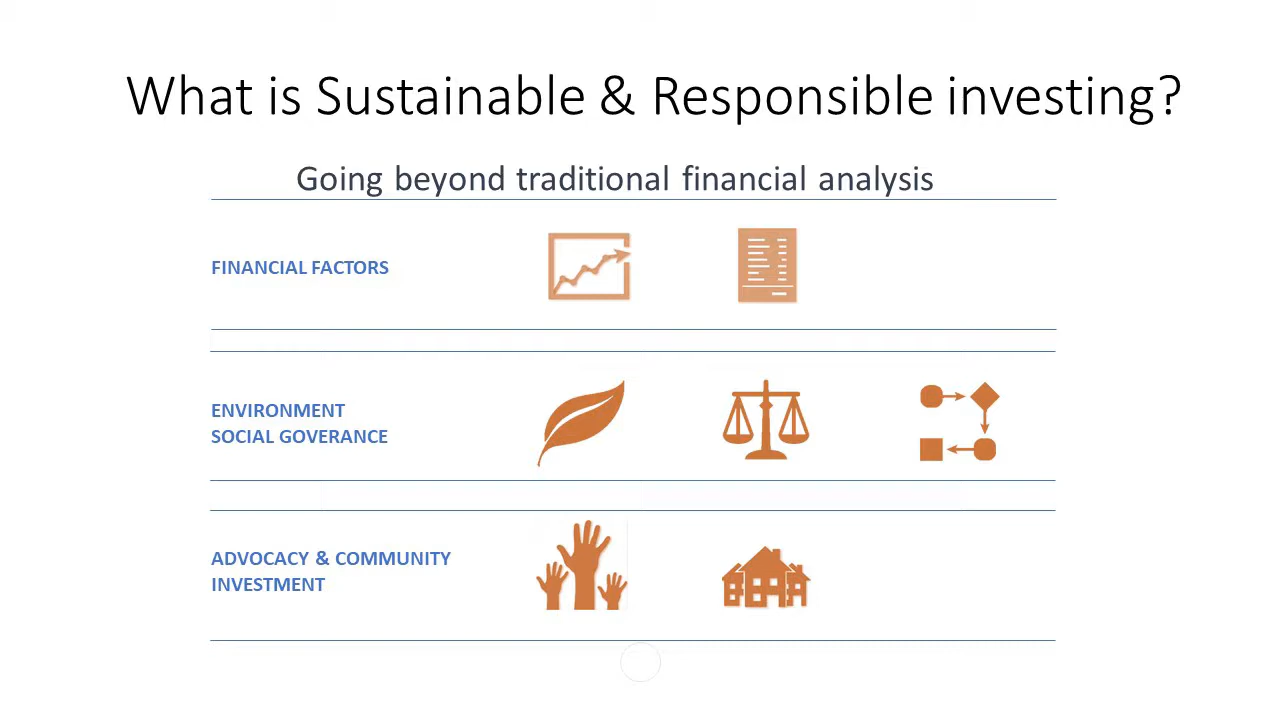 What is Sustainable & Responsible investing?
Going beyond traditional financial analysis
FINANCIAL FACTORS
ENVIRONMENT
SOCIAL GOVERANCE
ADVOCACY & COMMUNITY
INVESTMENT